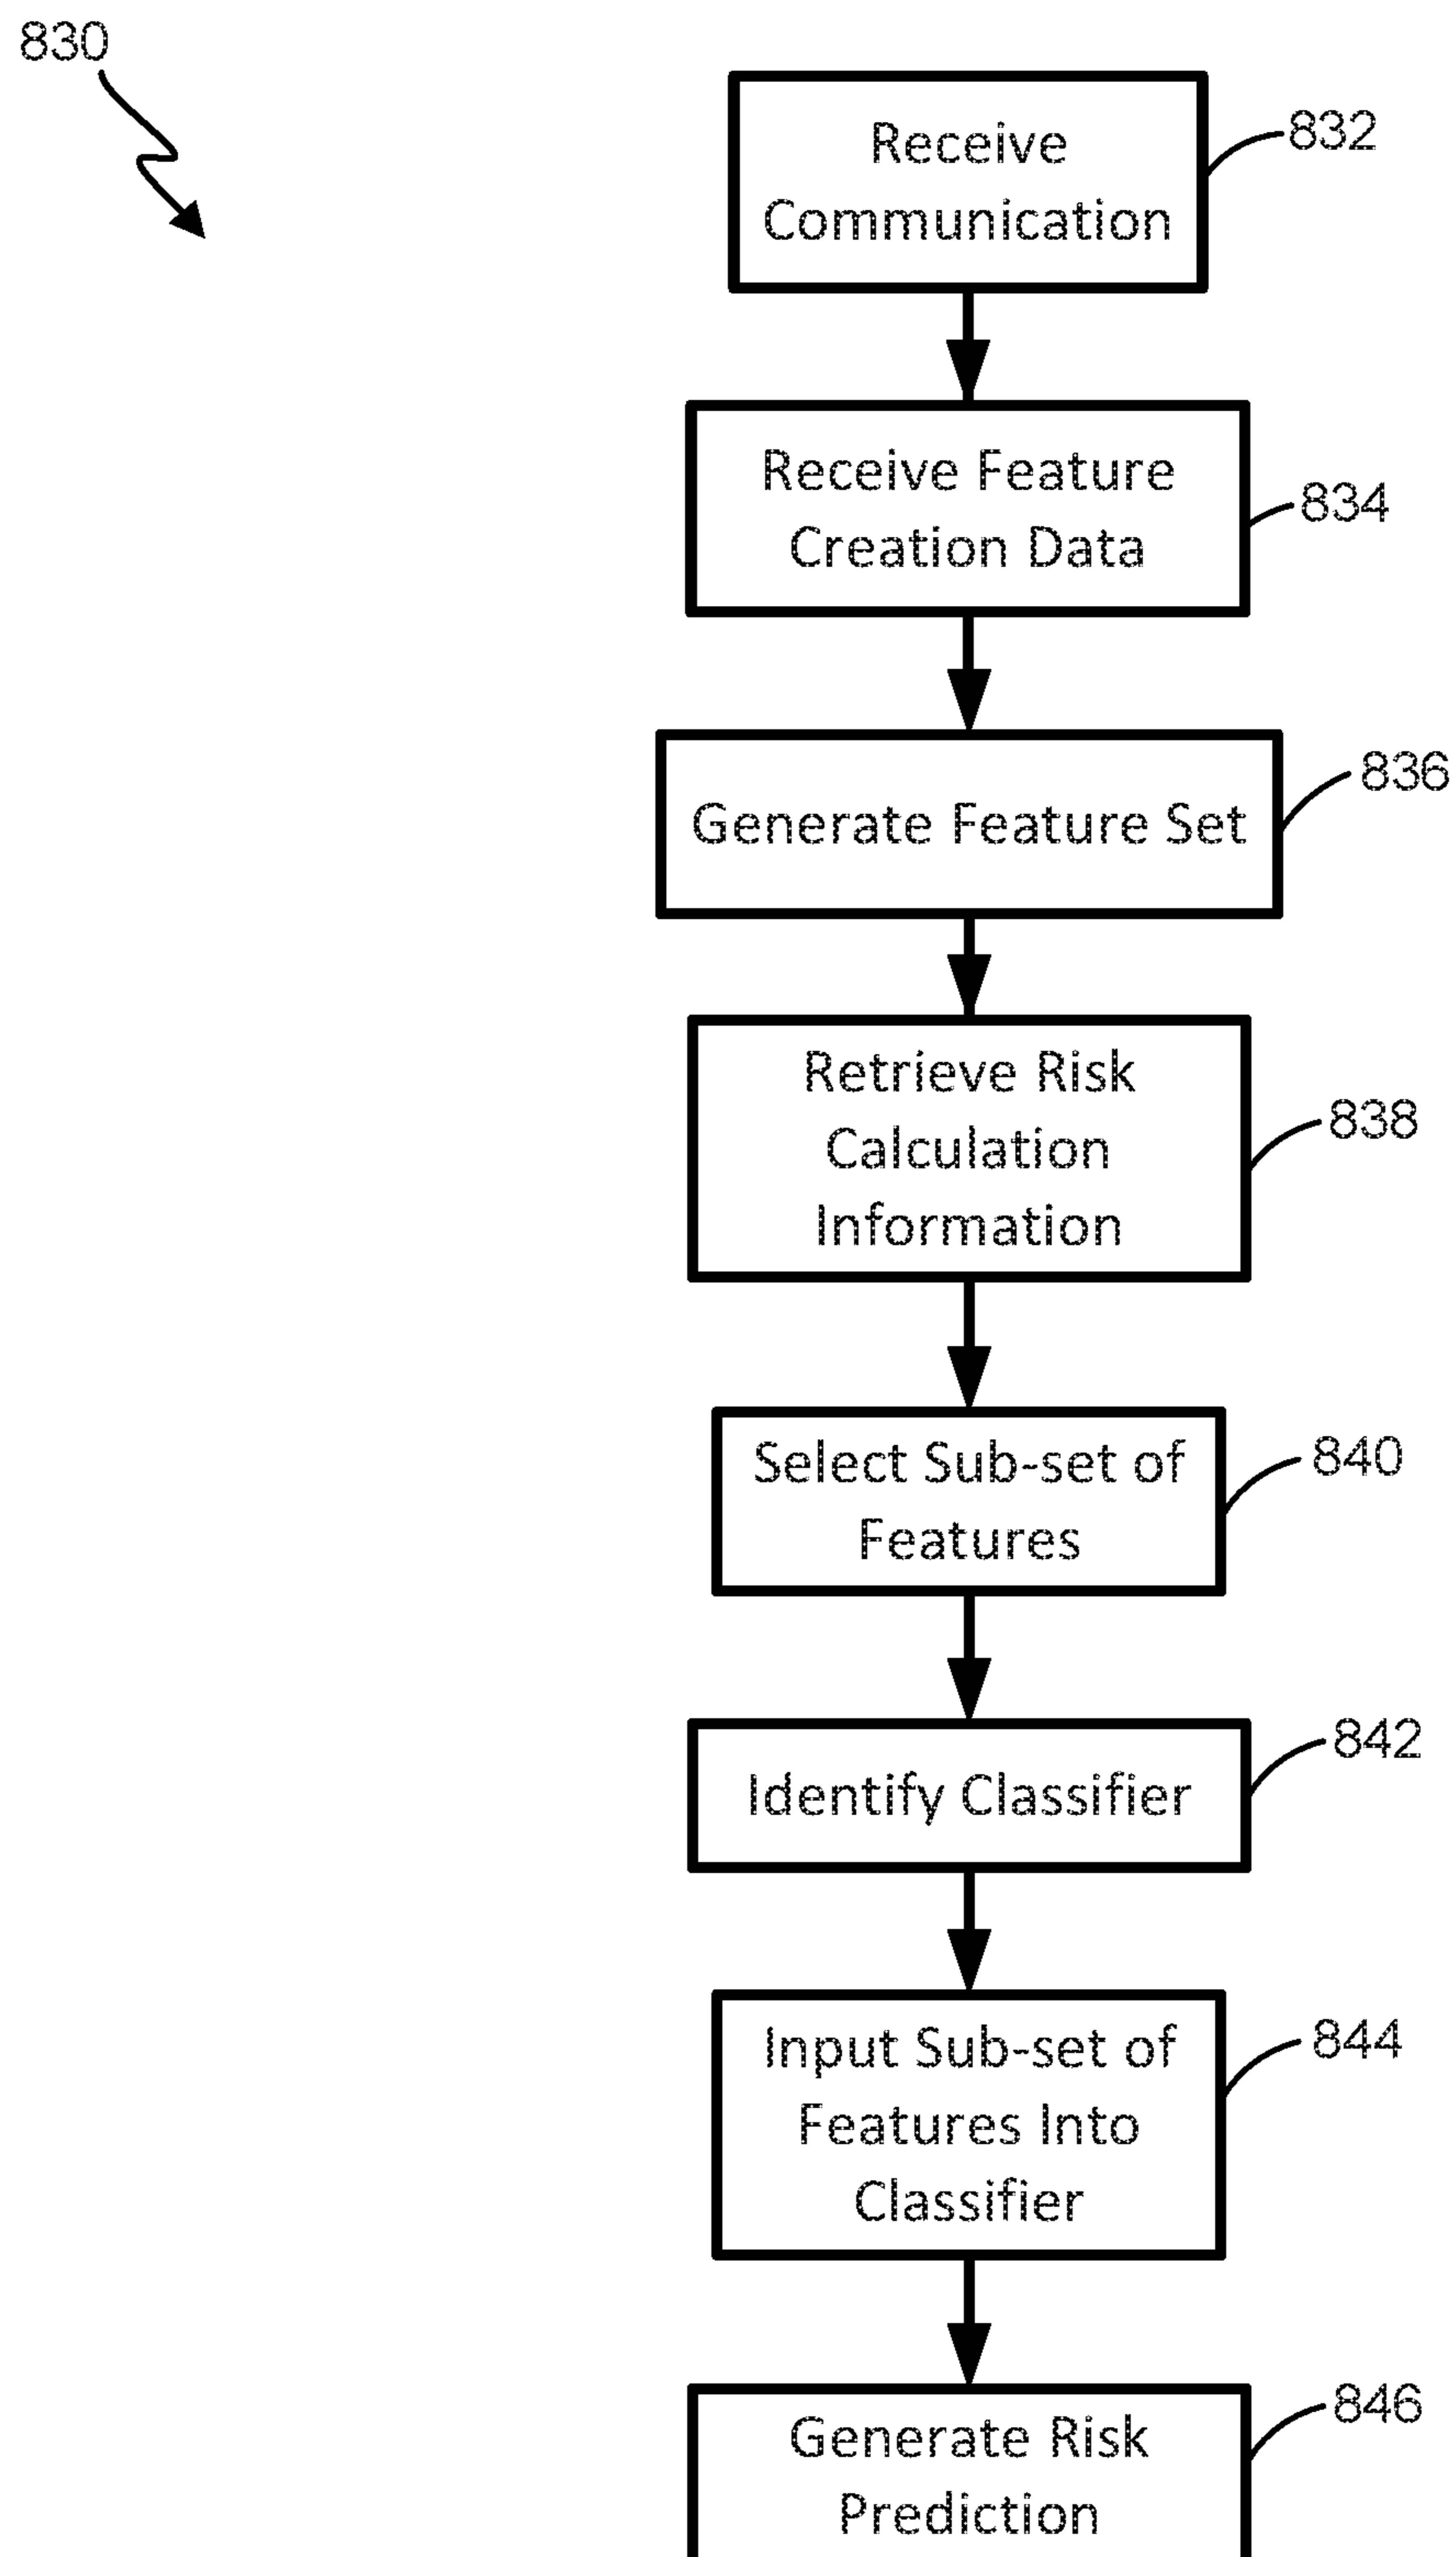 830
Receive
Communication
832
Receive Feature
Creation Data
834
Generate Feature Set
836
Retrieve Risk
Calculation
Information
838
Select Sub-set of
Features
840
Identify Classifier
842
Input Sub-set of
Features Into
Classifier
844
Generate Risk
Prediction
846